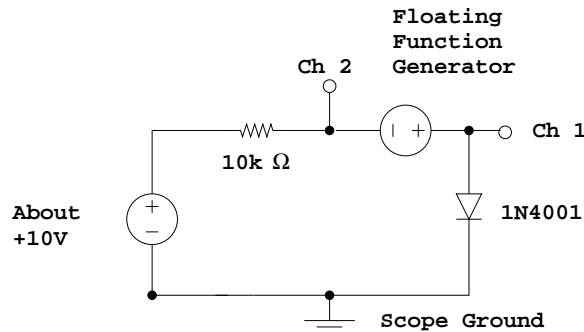 Floating
Function
Generator
Ch 2
Ch 1
10k Ω
About
+10V
1N4001
Scope Ground